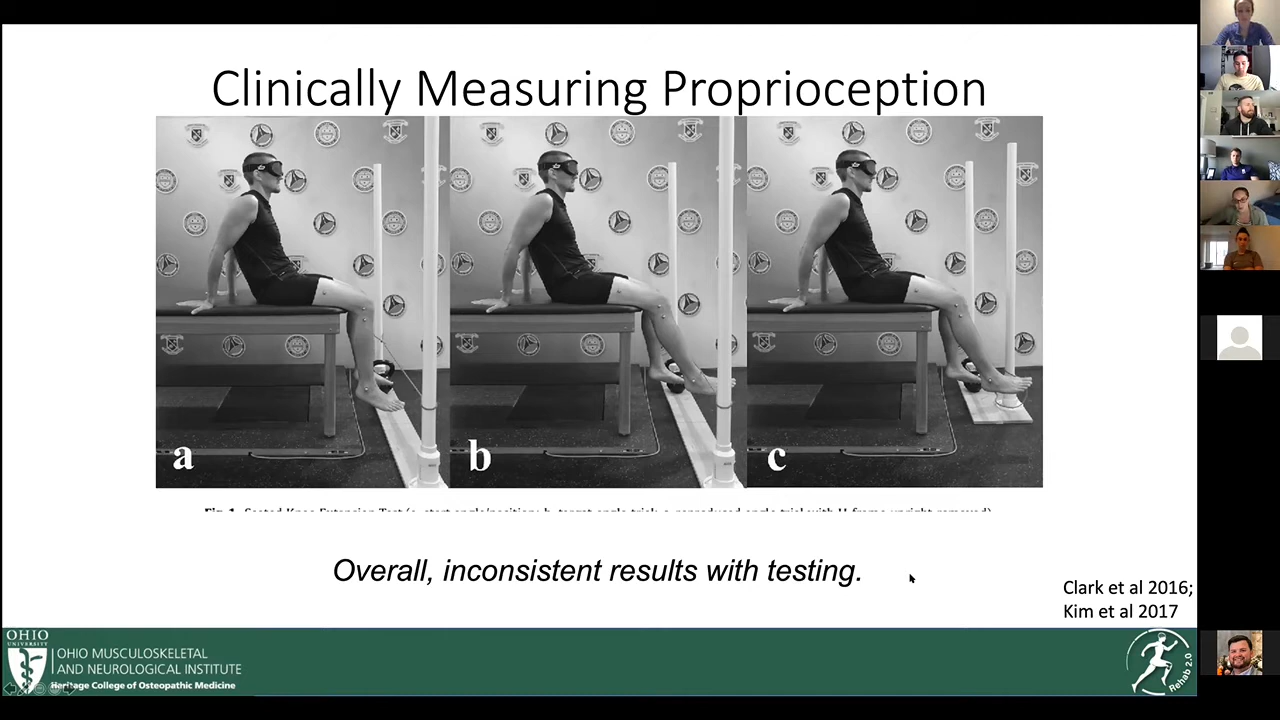 Clinically Measuring Proprioception
a
b
c
Overall, inconsistent results with testing.
Clark et al 2016;
Kim et al 2017
OHIO
UNIVERSITY
OHIO MUSCULOSKELETAL
AND NEUROLOGICAL INSTITUTE
Heritage College of Osteopathic Medicine
Rehab 2.0